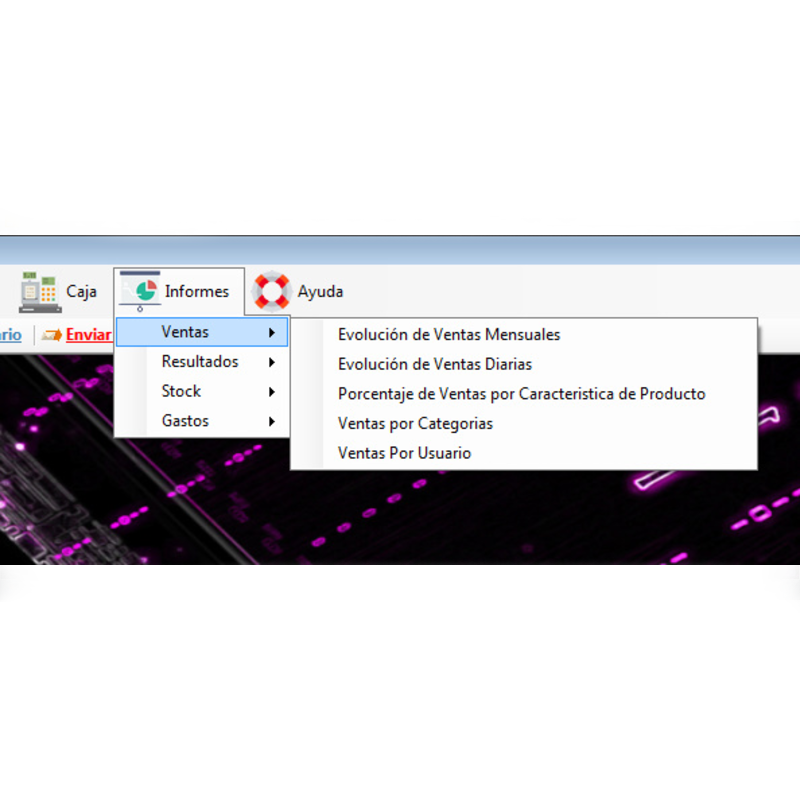 Caja Informes Ayuda
Enviar
Ventas
Resultados
Stock
Gastos
Evolución de Ventas Mensuales
Evolución de Ventas Diarias
Porcentaje de Ventas por Caracteristica de Producto
Ventas por Categorias
Ventas Por Usuario